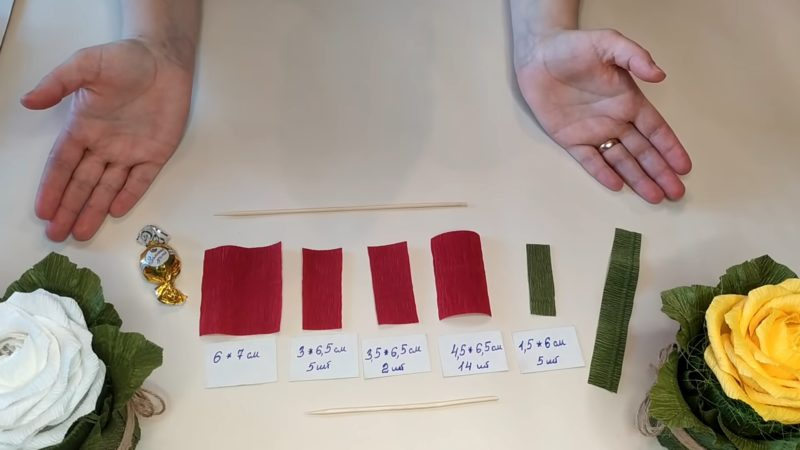 6 * 7 см
3 * 6,5 см
5 шт
3,5 * 6,5 см
2 шт
4,5 * 6,5 см
14 шт
1,5 * 6 см
5 шт